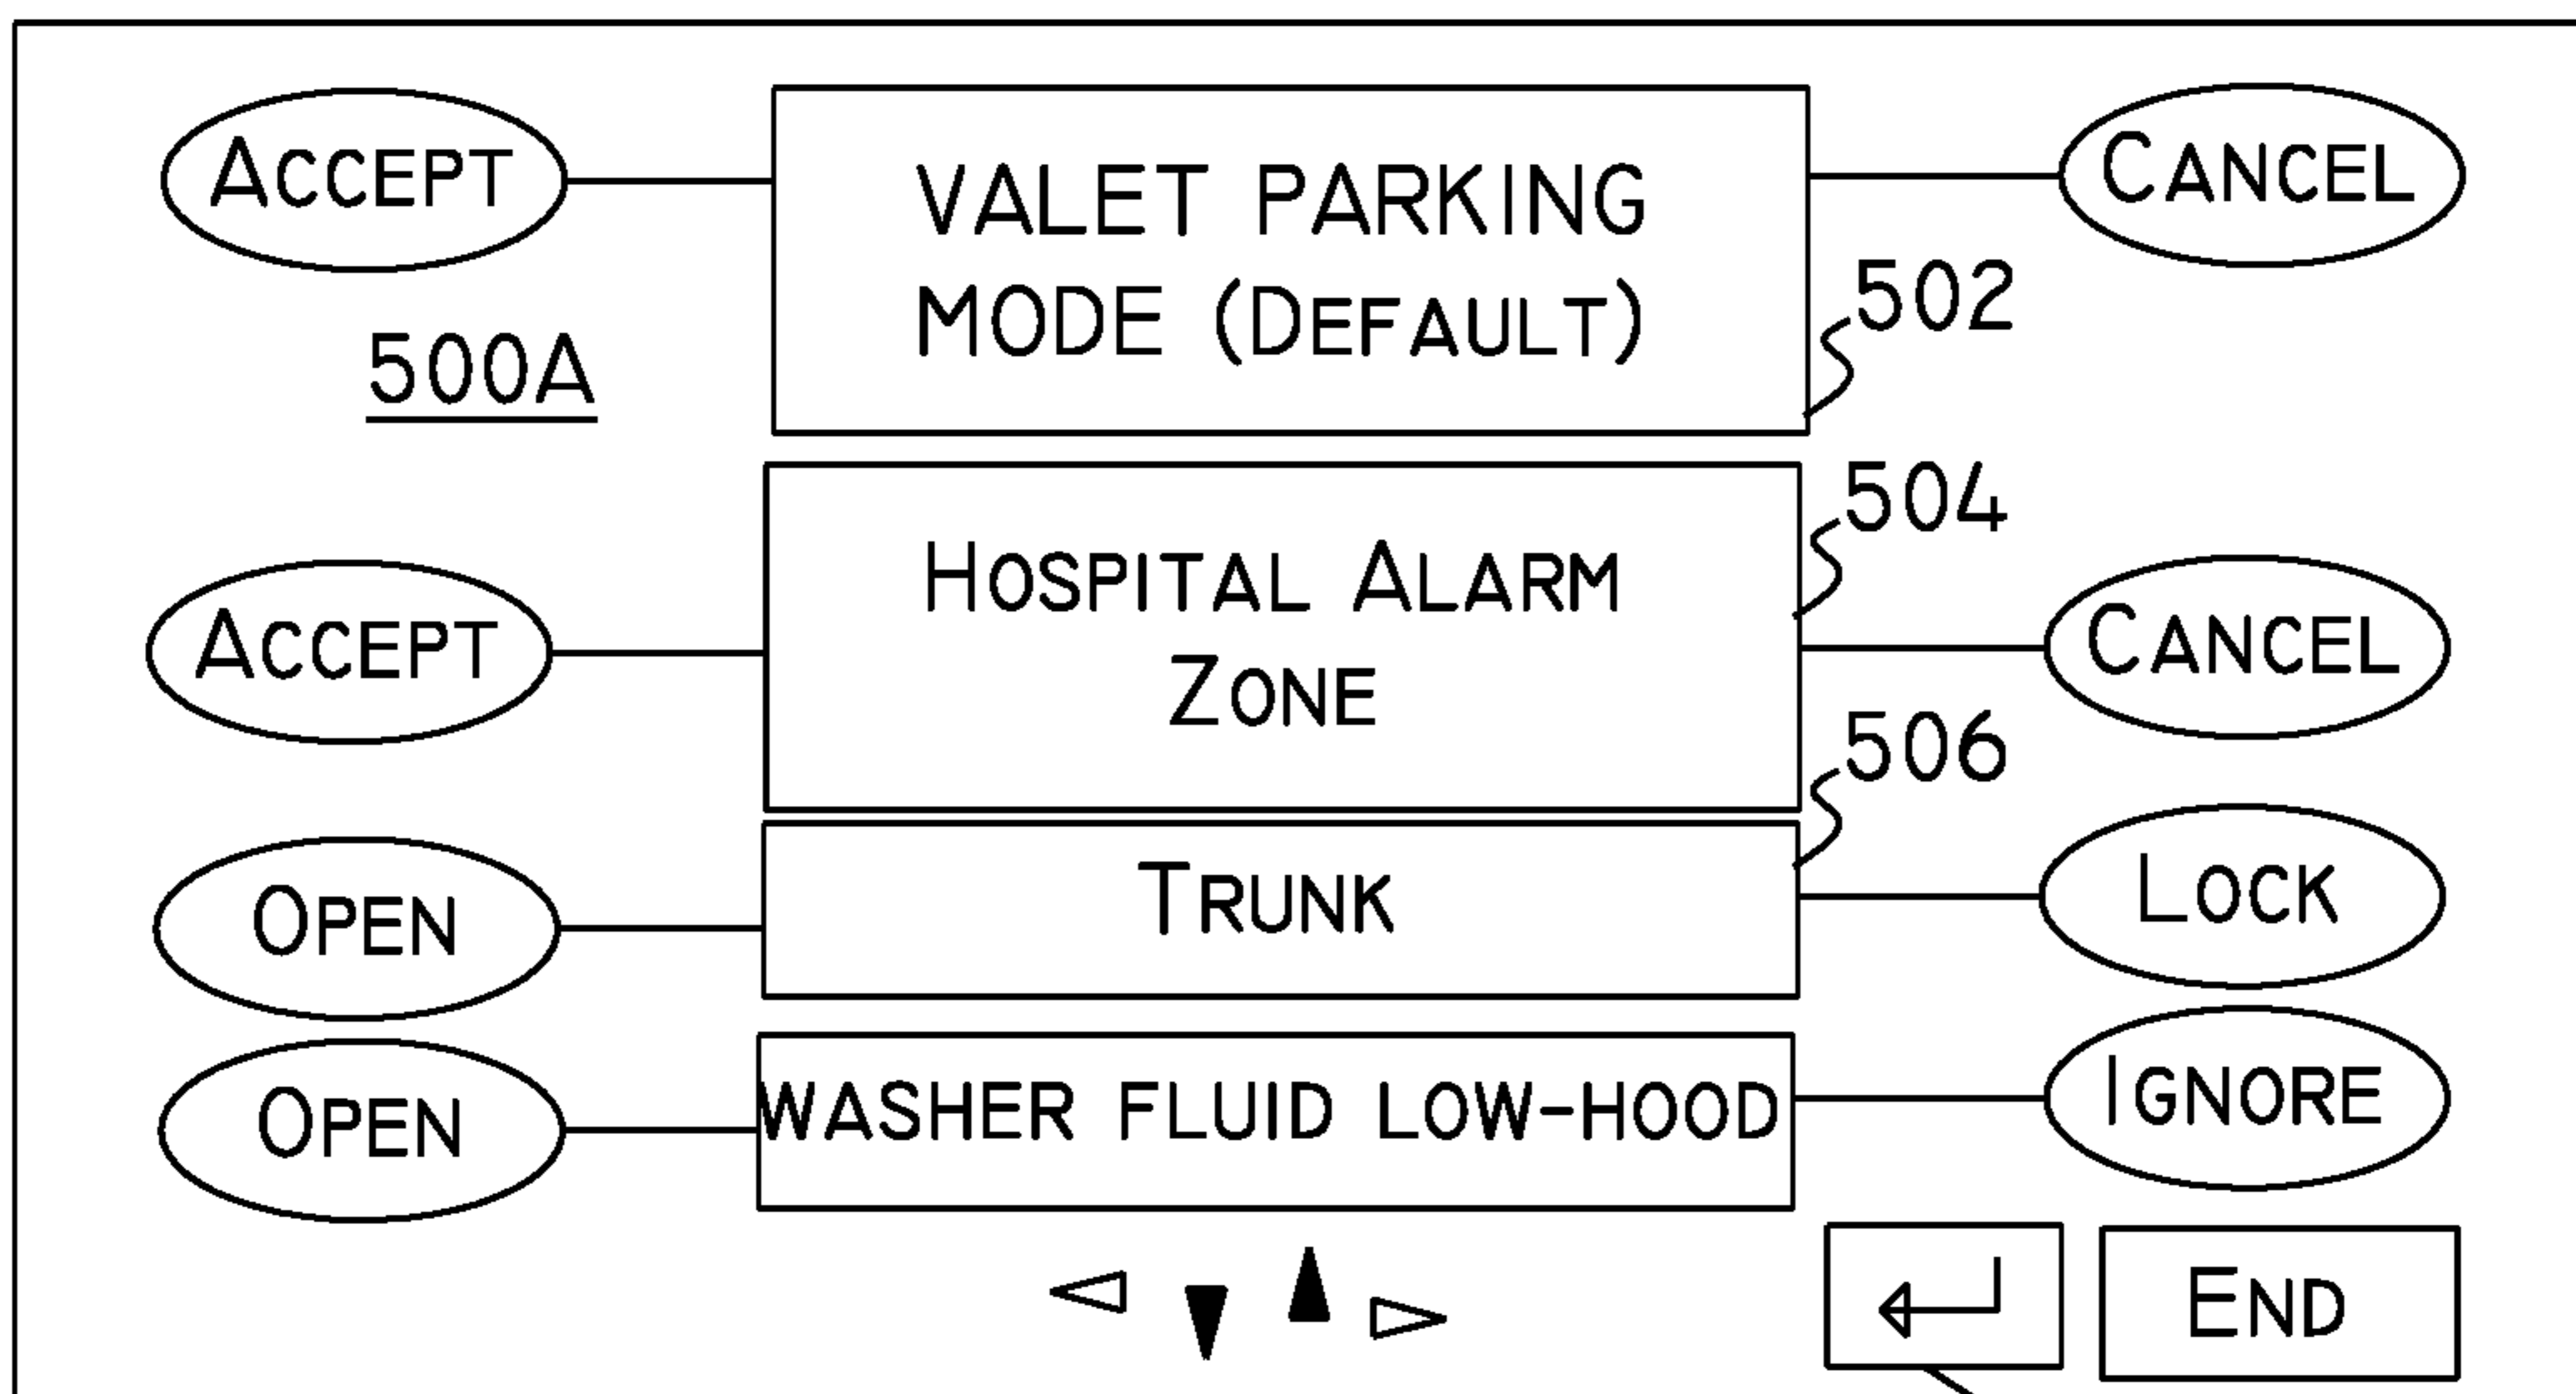 ACCEPT
VALET PARKING
MODE (DEFAULT)
CANCEL
500A
502
ACCEPT
HOSPITAL ALARM
ZONE
504
CANCEL
506
OPEN
TRUNK
LOCK
OPEN
WASHER FLUID LOW-HOOD
IGNORE
END